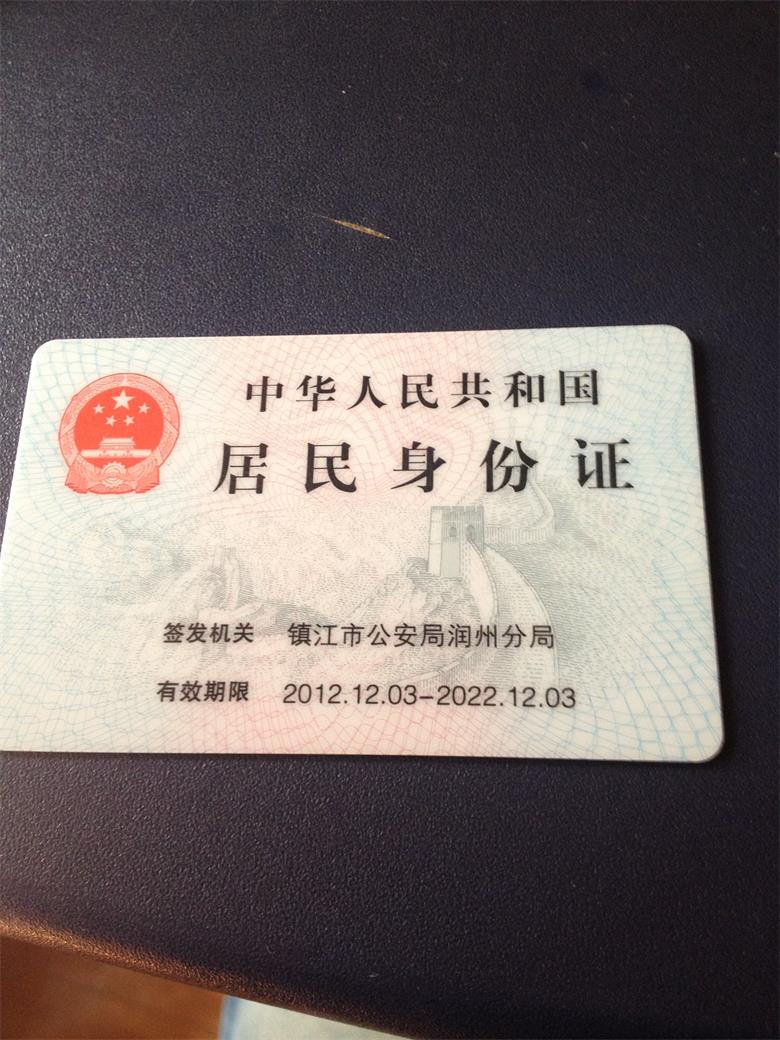 中华人民共和国
居民身份证
签发机关 镇江市公安局润州分局
有效期限 2012.12.03-2022.12.03